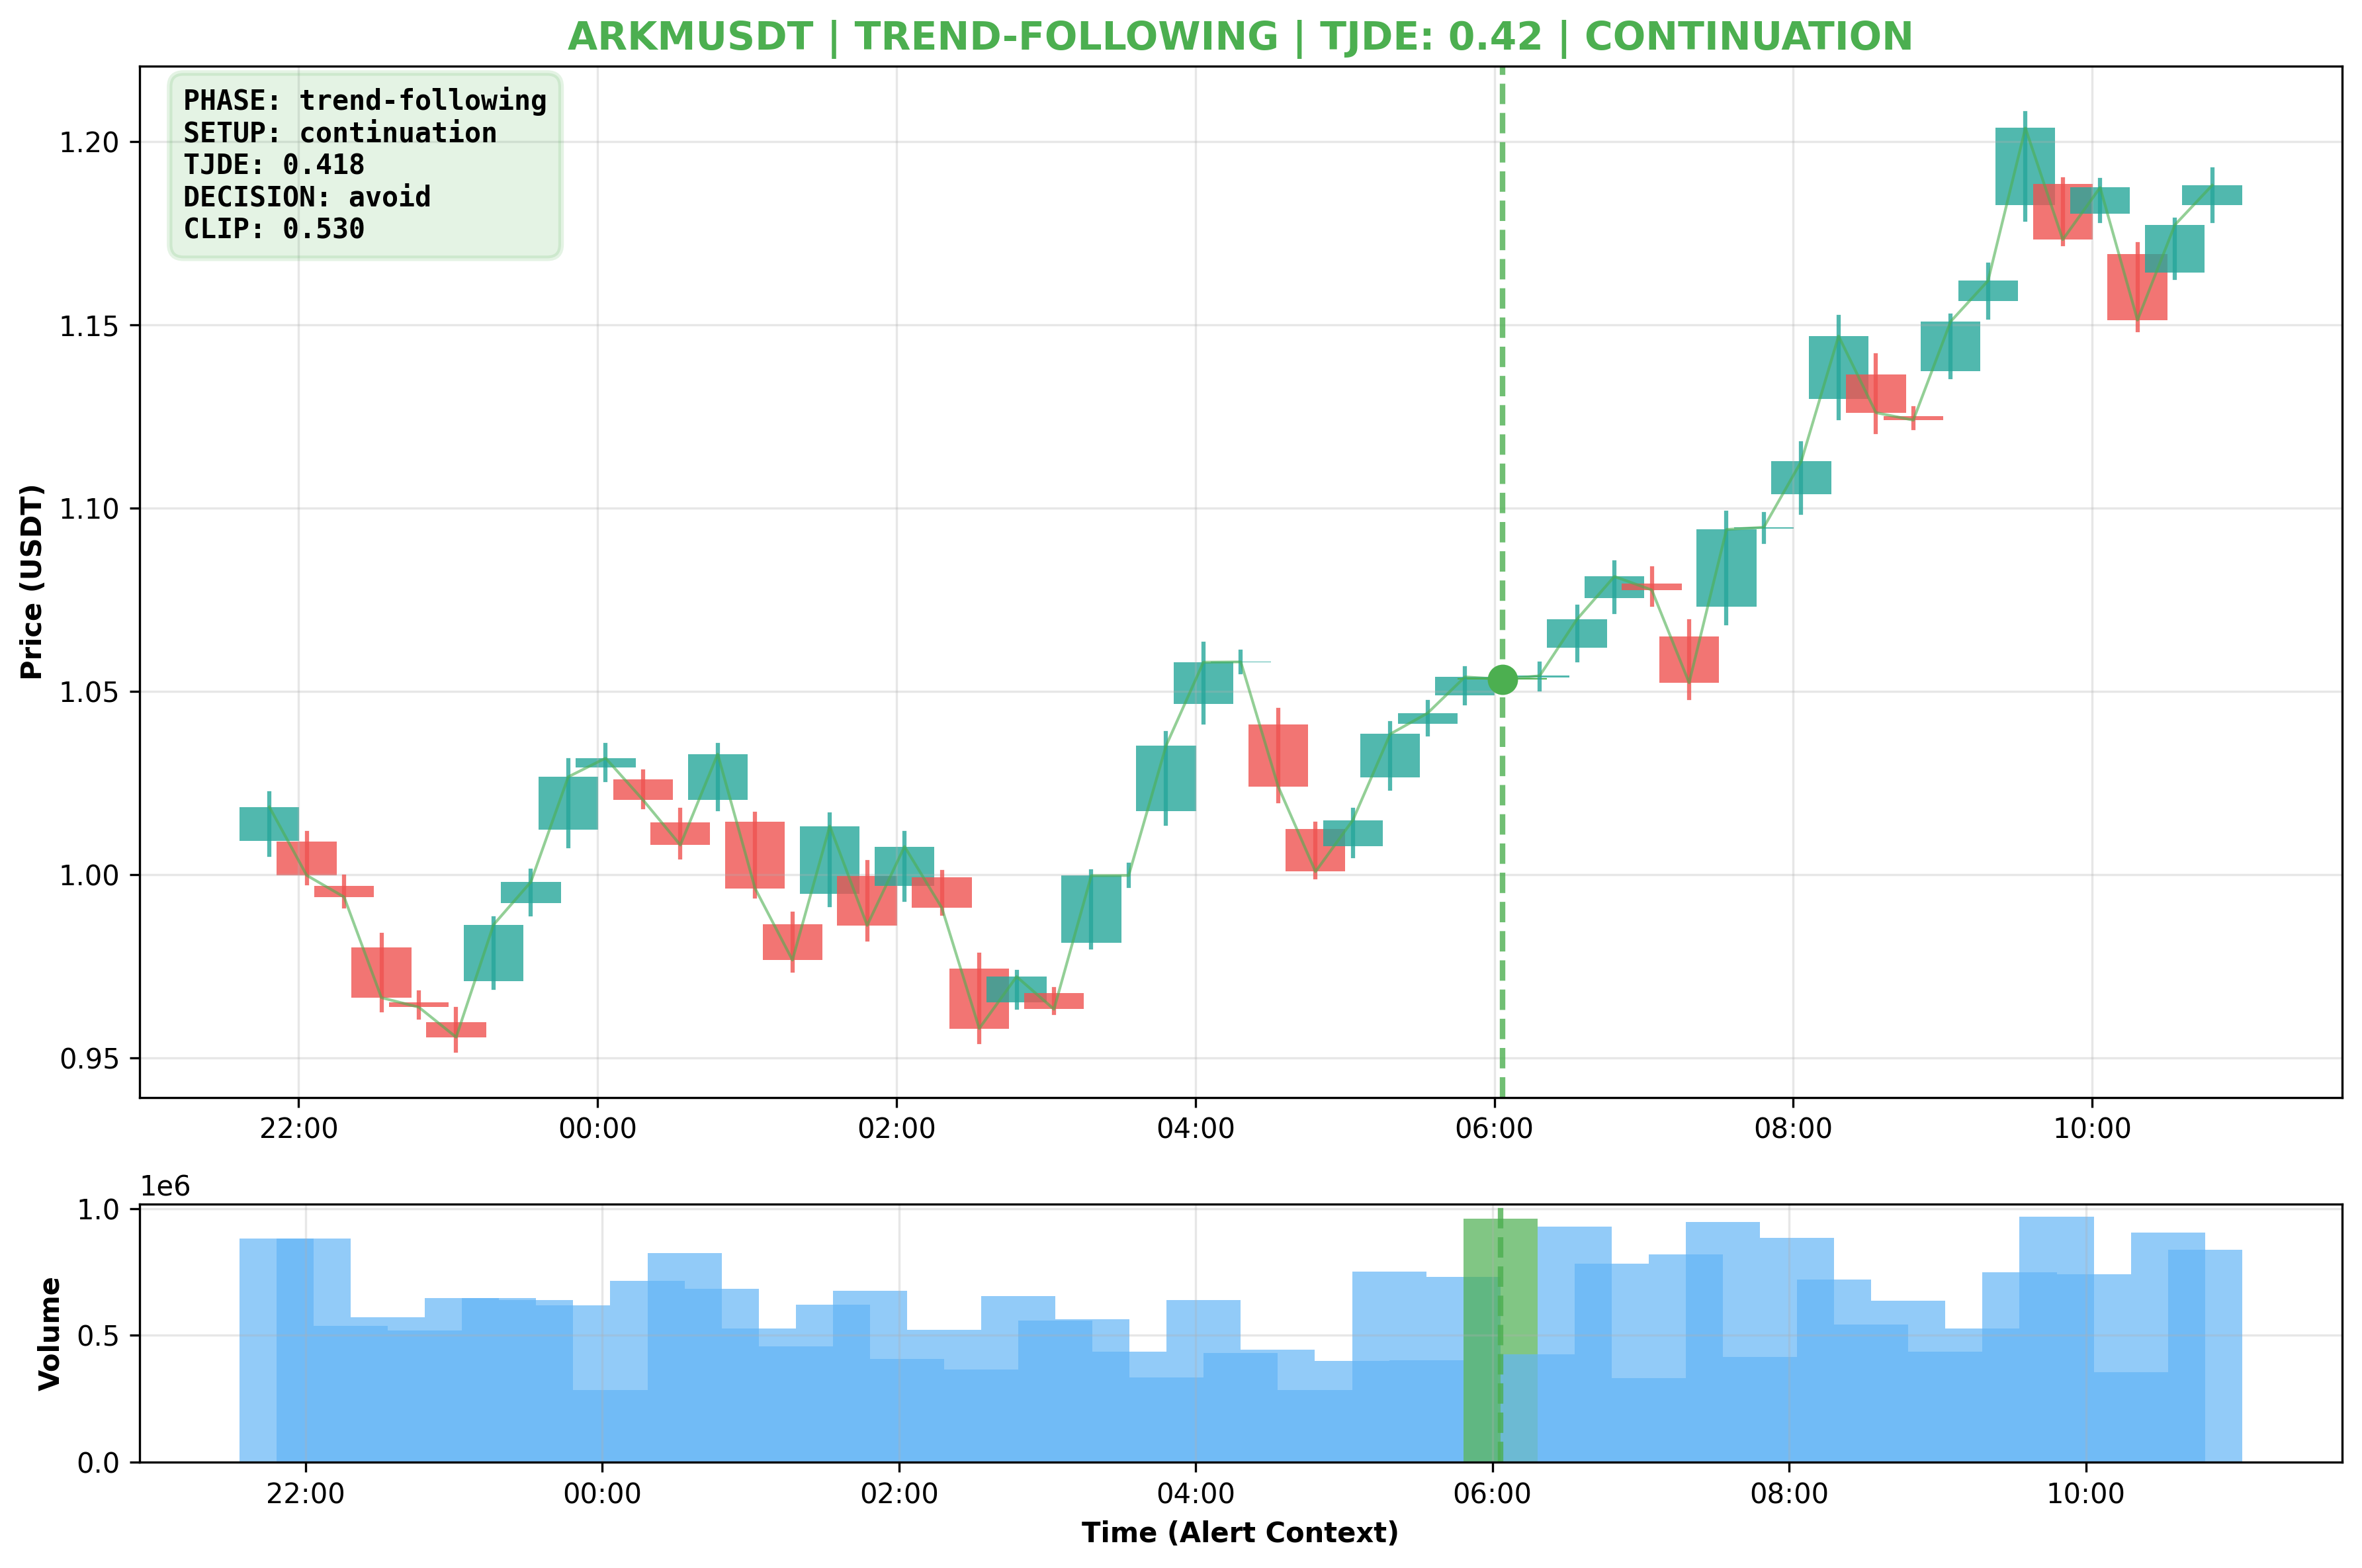 ARKMUSDT | TREND-FOLLOWING | TJDE: 0.42 | CONTINUATION
PHASE: trend-following
SETUP: continuation
TJDE: 0.418
DECISION: avoid
CLIP: 0.530
Price (USDT)
1.20
1.15
1.10
1.05
1.00
0.95
22:00 00:00 02:00 04:00 06:00 08:00 10:00
1e6
Volume
1.0
0.5
0.0
22:00 00:00 02:00 04:00 06:00 08:00 10:00
Time (Alert Context)